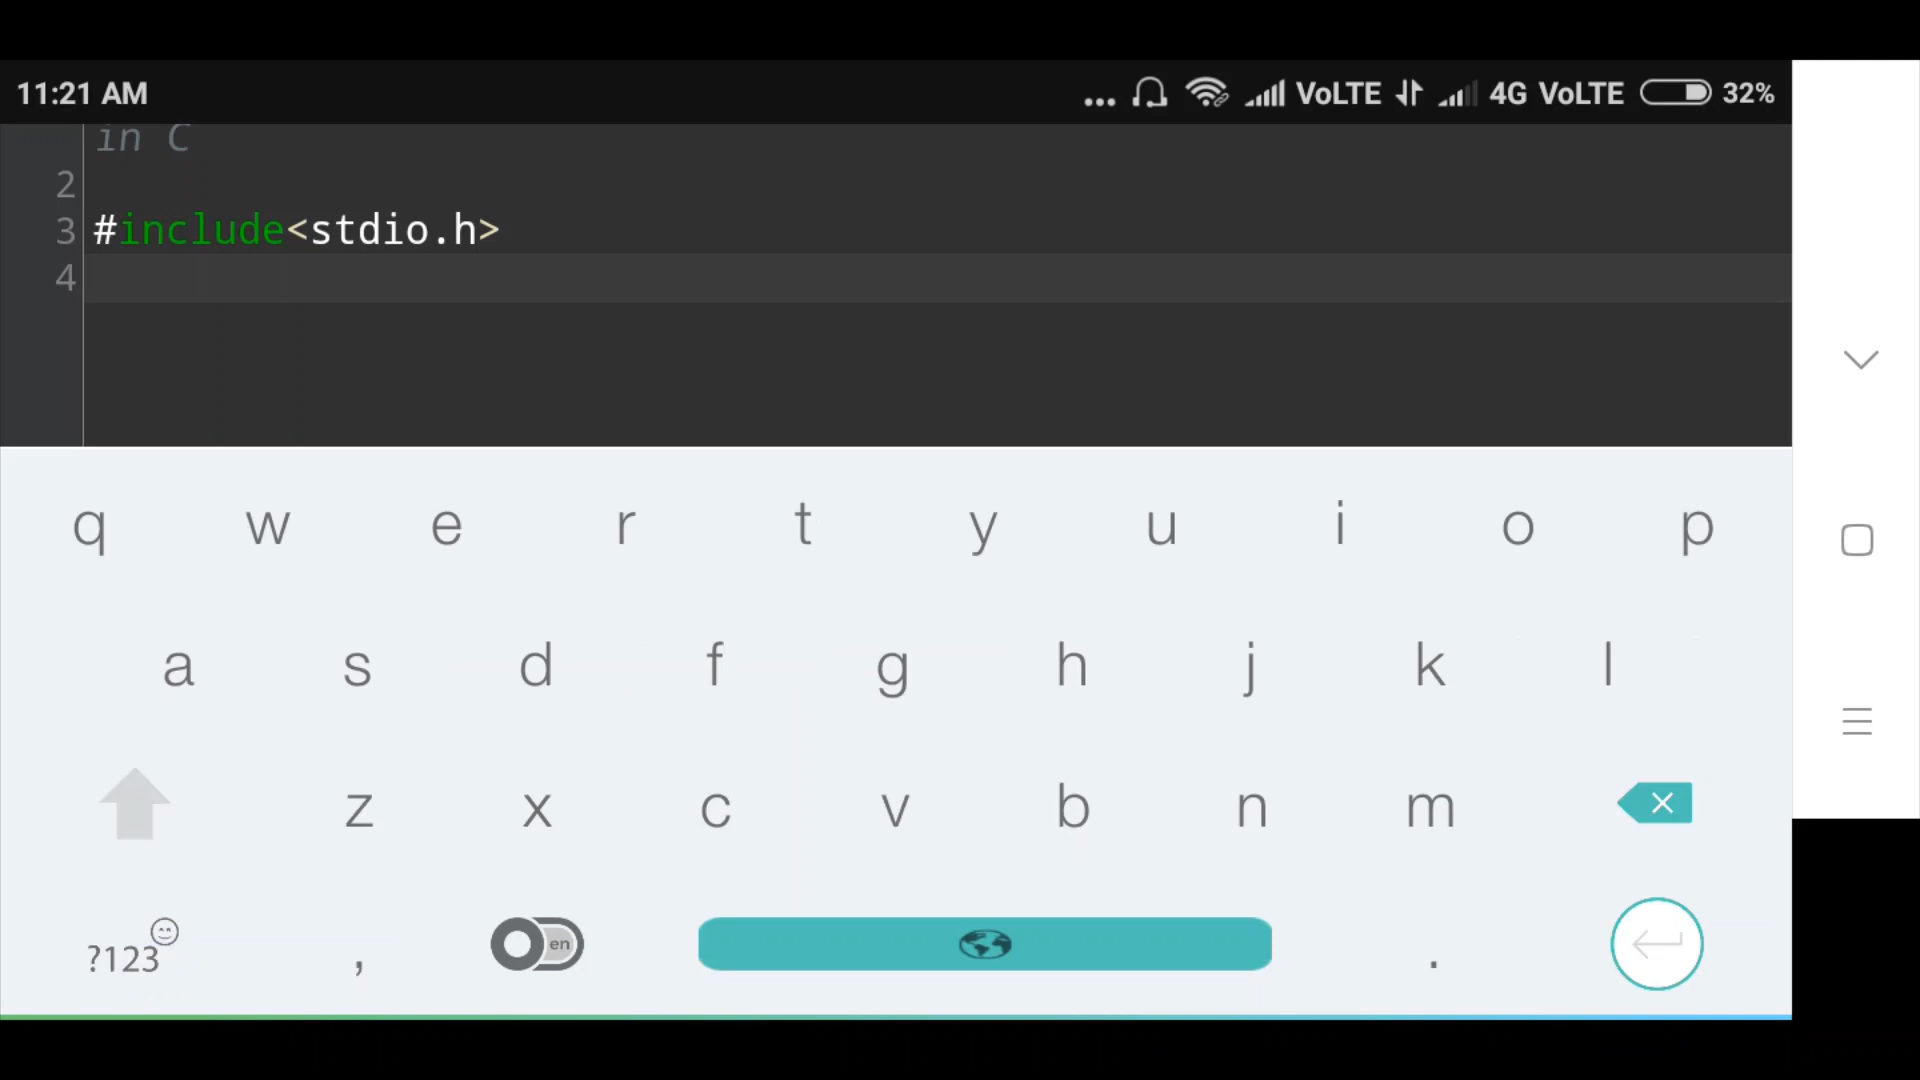 11:21 AM ... VoLTE 4G VoLTE 32%
in C
2
3 #include<stdio.h>
4
q w e r t y u i o p
a s d f g h j k l
z x c v b n m
?123 , en .